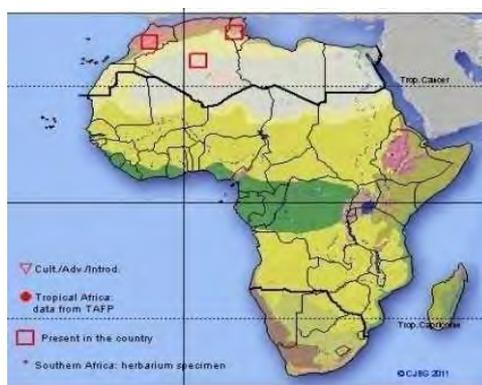 Trop. Cancer
Cult./Adv./Introd.
Tropical Africa:
data from TAFP
Present in the country
Trop. Capricorne
Southern Africa: herbarium specimen
© CJBG 2011